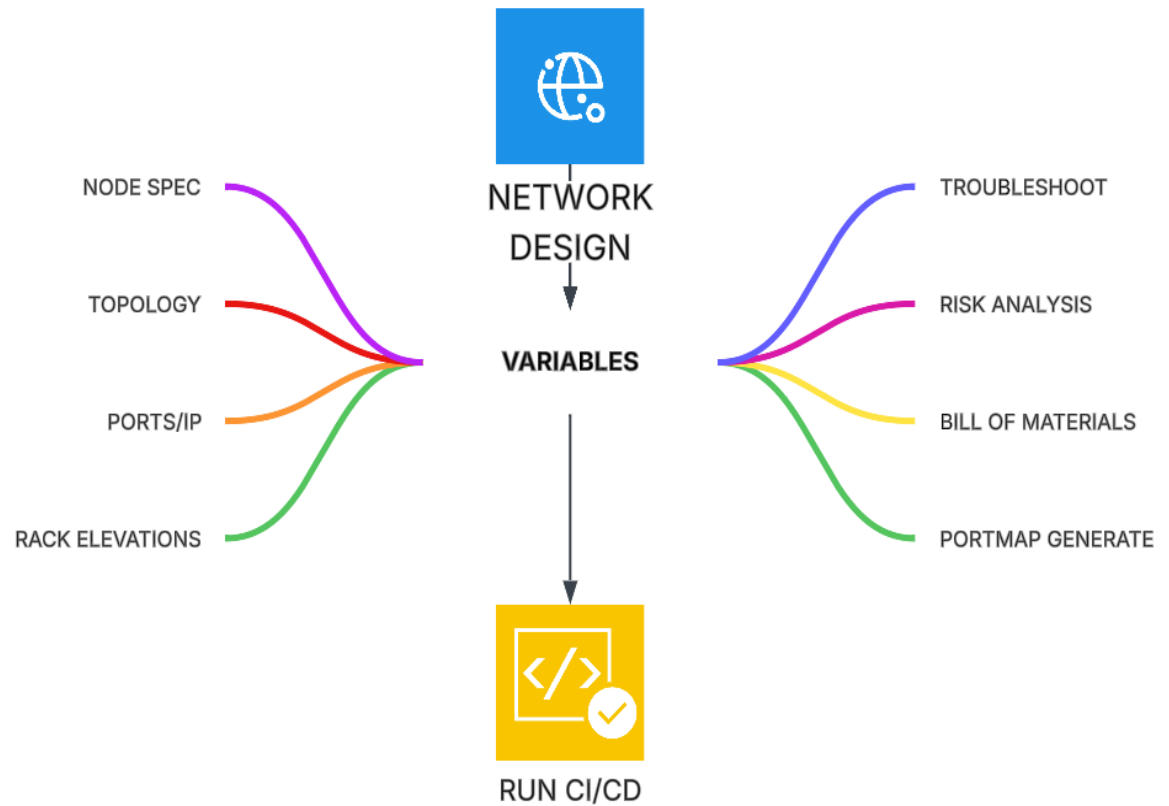 NETWORK
DESIGN
NODE SPEC
TOPOLOGY
PORTS/IP
RACK ELEVATIONS
VARIABLES
TROUBLESHOOT
RISK ANALYSIS
BILL OF MATERIALS
PORTMAP GENERATE
RUN CI/CD